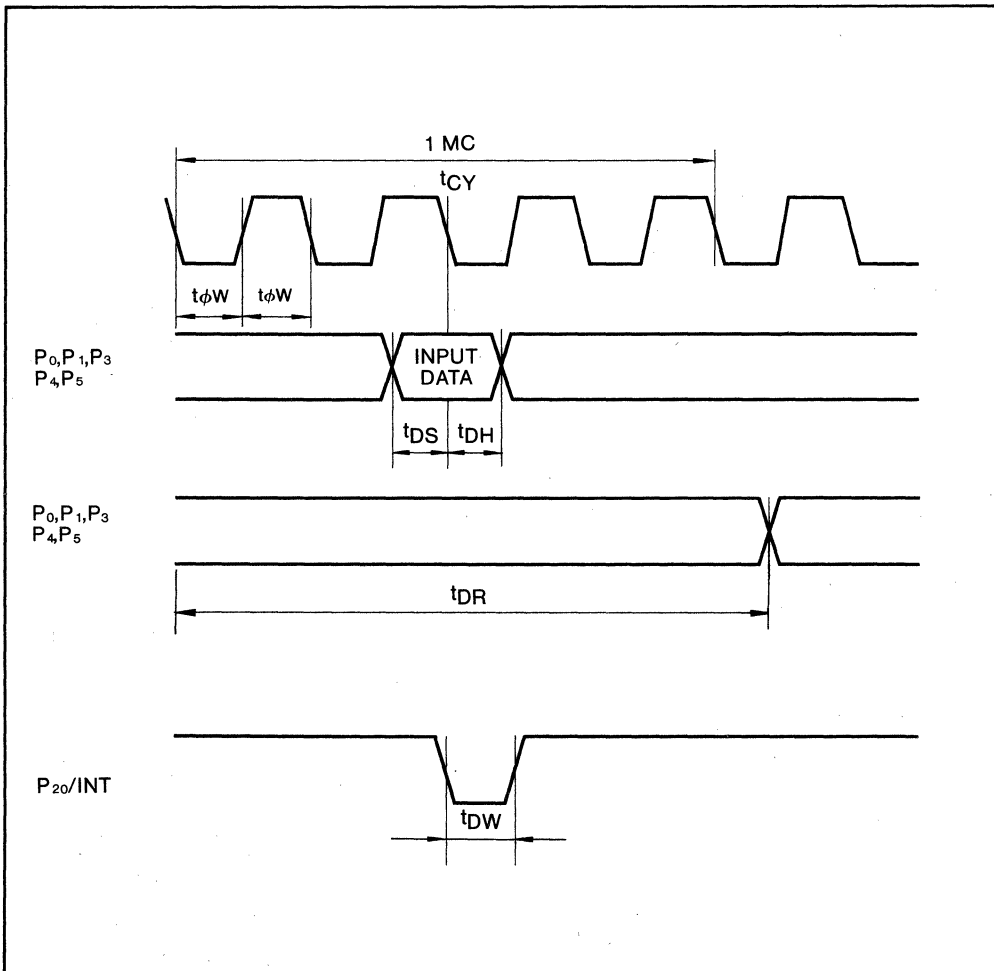 1 MC
tCY
tϕW tϕW
P0,P1,P3
P4,P5
INPUT
DATA
tDS tDH
P0,P1,P3
P4,P5
tDR
P20/INT
tDW